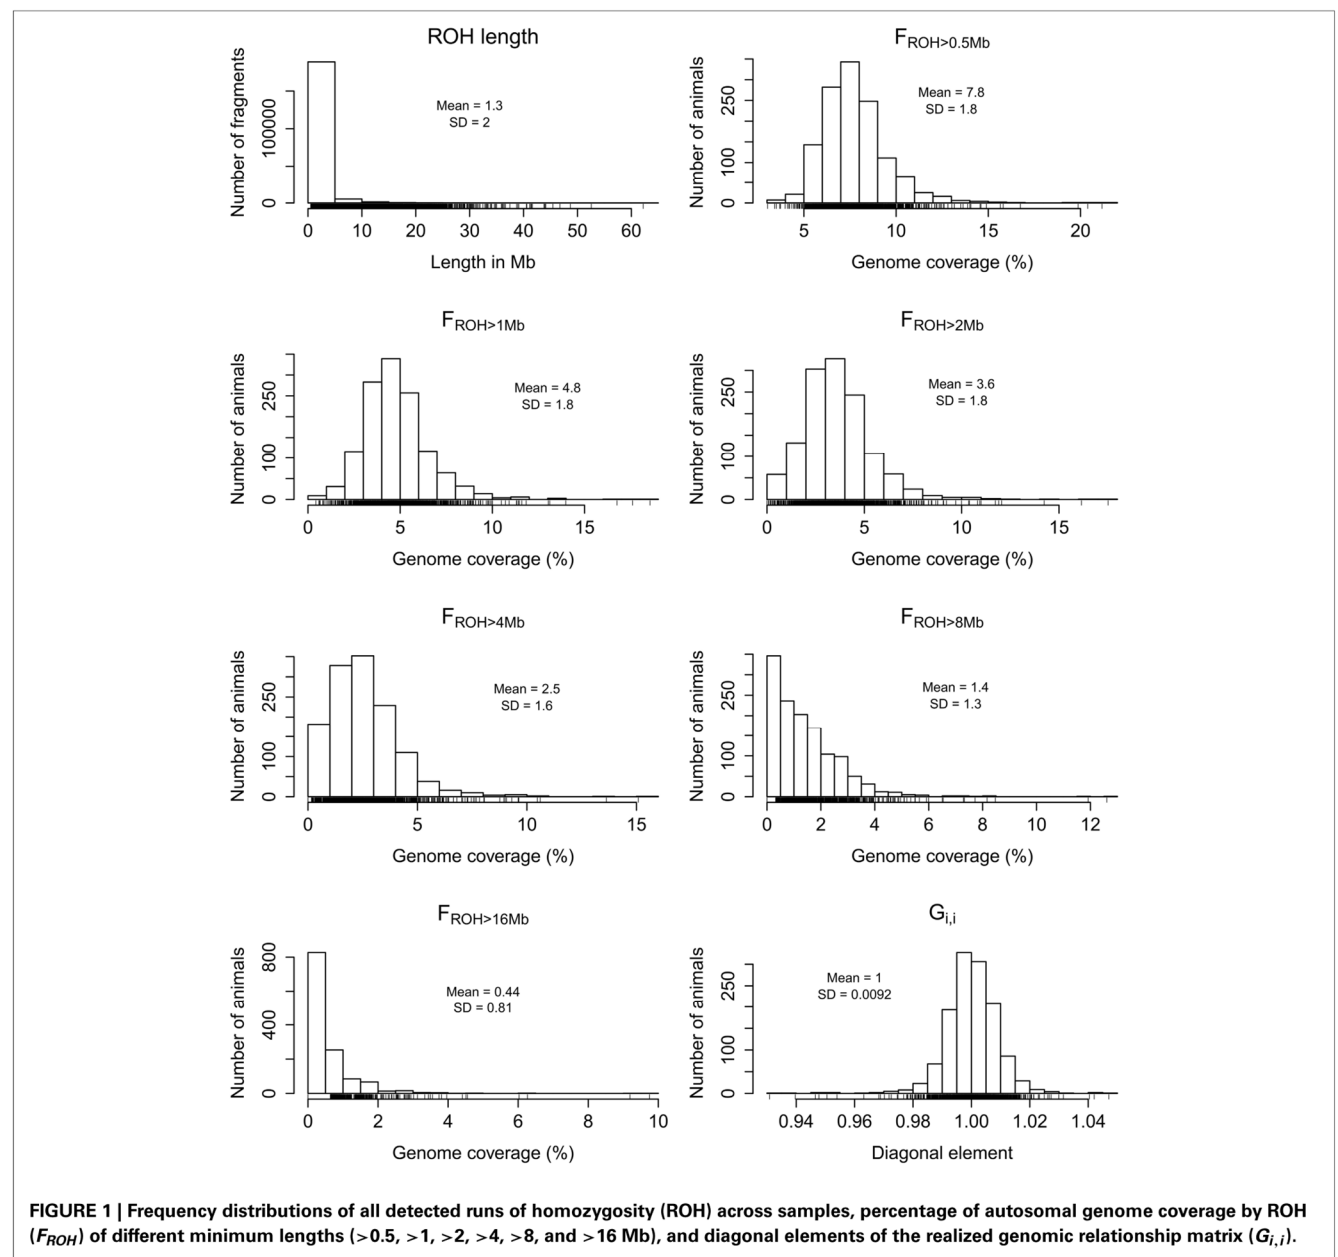 ROH length
Number of fragments
100000
0
Mean = 1.3
SD = 2
0 10 20 30 40 50 60
Length in Mb
FROH>0.5Mb
Number of animals
250
100
0
Mean = 7.8
SD = 1.8
5 10 15 20
Genome coverage (%)
FROH>1Mb
Number of animals
250
100
0
Mean = 4.8
SD = 1.8
0 5 10 15
Genome coverage (%)
FROH>2Mb
Number of animals
250
100
0
Mean = 3.6
SD = 1.8
0 5 10 15
Genome coverage (%)
FROH>4Mb
Number of animals
250
100
0
Mean = 2.5
SD = 1.6
0 5 10 15
Genome coverage (%)
FROH>8Mb
Number of animals
250
100
0
Mean = 1.4
SD = 1.3
0 2 4 6 8 10 12
Genome coverage (%)
FROH>16Mb
Number of animals
800
400
0
Mean = 0.44
SD = 0.81
0 2 4 6 8 10
Genome coverage (%)
Gi,i
Number of animals
250
100
0
Mean = 1
SD = 0.0092
0.94 0.96 0.98 1.00 1.02 1.04
Diagonal element
FIGURE 1 | Frequency distributions of all detected runs of homozygosity (ROH) across samples, percentage of autosomal genome coverage by ROH
(FROH) of different minimum lengths (>0.5, >1, >2, >4, >8, and >16 Mb), and diagonal elements of the realized genomic relationship matrix (Gi,i).